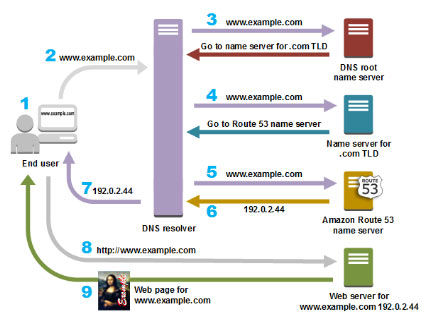 3 www.example.com
Go to name server for .com TLD
DNS root
name server
2 www.example.com
1
www.example.com
End user
4 www.example.com
Go to Route 53 name server
Name server for
.com TLD
5 www.example.com
6 192.0.2.44
ROUTE
53
Amazon Route 53
name server
7 192.0.2.44
DNS resolver
8 http://www.example.com
9
Web page for
www.example.com
Web server for
www.example.com 192.0.2.44